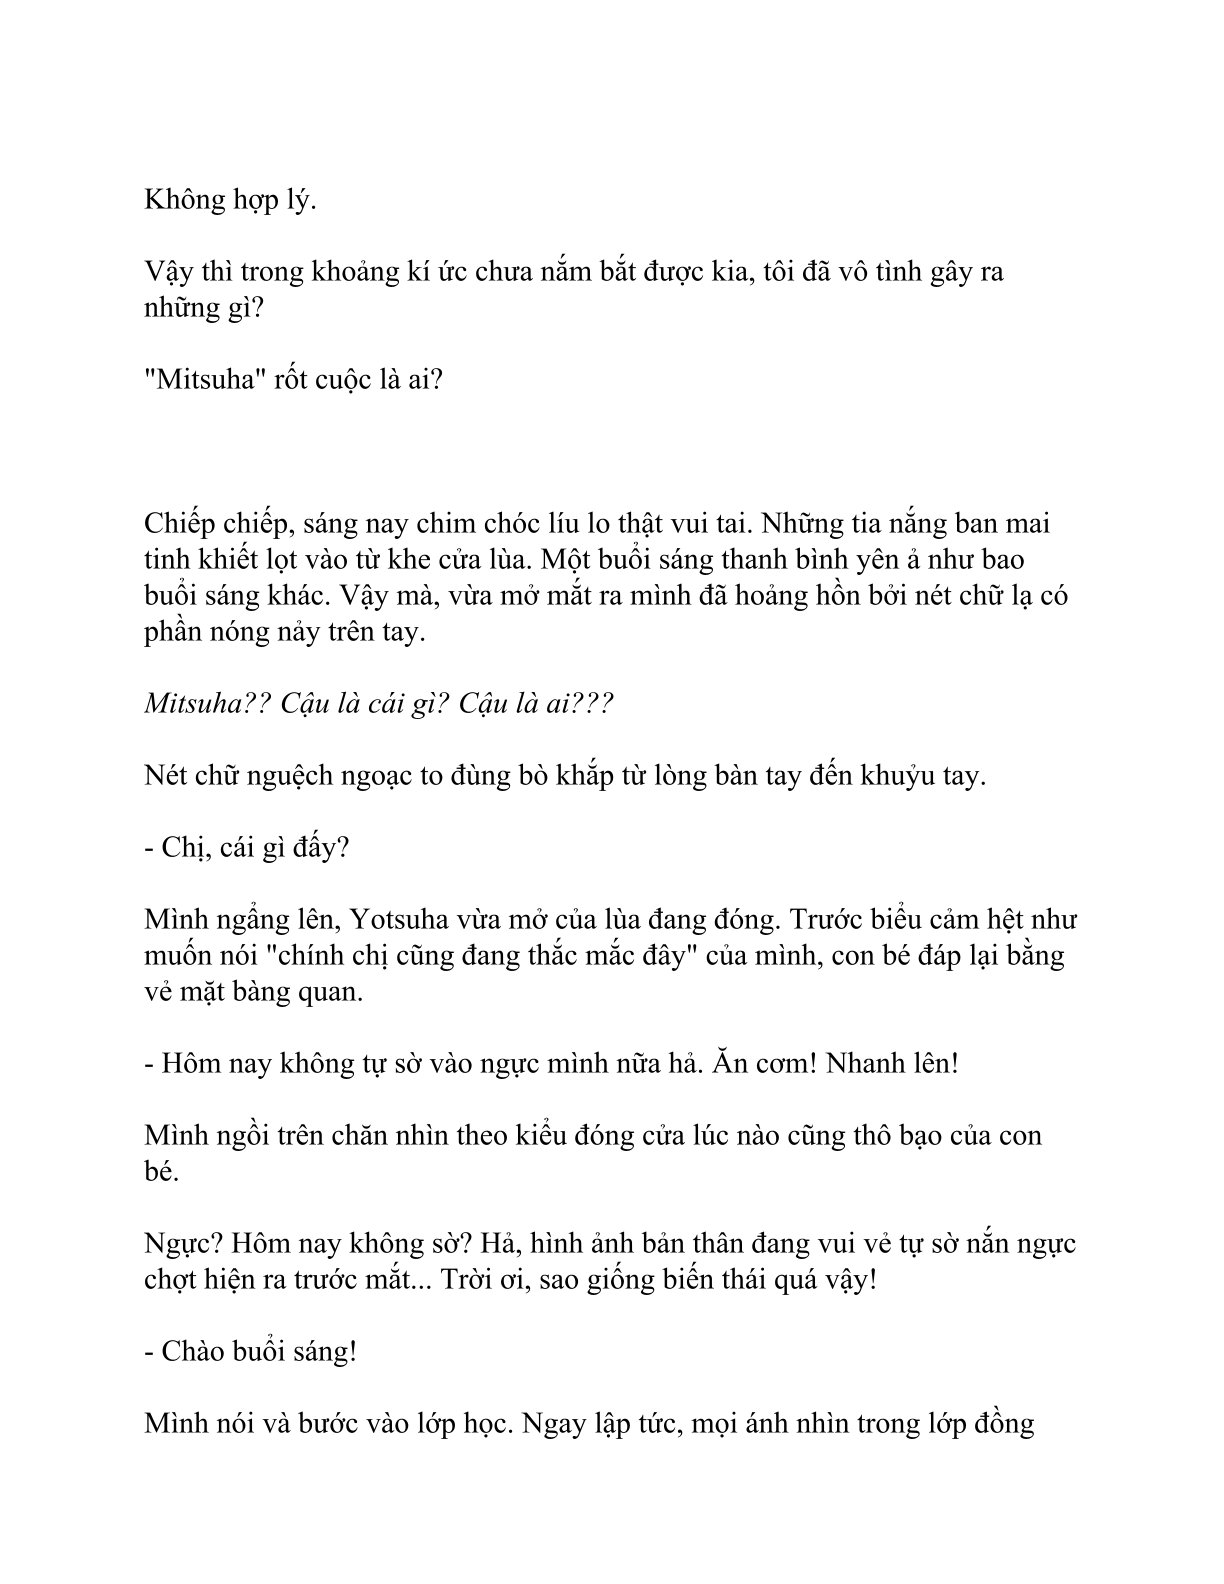 Không hợp lý.
Vậy thì trong khoảng kí ức chưa nắm bắt được kia, tôi đã vô tình gây ra
những gì?
"Mitsuha" rốt cuộc là ai?
Chiếp chiếp, sáng nay chim chóc líu lo thật vui tai. Những tia nắng ban mai
tinh khiết lọt vào từ khe cửa lùa. Một buổi sáng thanh bình yên ả như bao
buổi sáng khác. Vậy mà, vừa mở mắt ra mình đã hoảng hồn bởi nét chữ lạ có
phần nóng nảy trên tay.
Mitsuha?? Cậu là cái gì? Cậu là ai???
Nét chữ nguệch ngoạc to đùng bò khắp từ lòng bàn tay đến khuỷu tay.
- Chị, cái gì đấy?
Mình ngẩng lên, Yotsuha vừa mở của lùa đang đóng. Trước biểu cảm hệt như
muốn nói "chính chị cũng đang thắc mắc đây" của mình, con bé đáp lại bằng
vẻ mặt bàng quan.
- Hôm nay không tự sờ vào ngực mình nữa hả. Ăn cơm! Nhanh lên!
Mình ngồi trên chăn nhìn theo kiểu đóng cửa lúc nào cũng thô bạo của con
bé.
Ngực? Hôm nay không sờ? Hả, hình ảnh bản thân đang vui vẻ tự sờ nắn ngực
chợt hiện ra trước mắt... Trời ơi, sao giống biến thái quá vậy!
- Chào buổi sáng!
Mình nói và bước vào lớp học. Ngay lập tức, mọi ánh nhìn trong lớp đồng